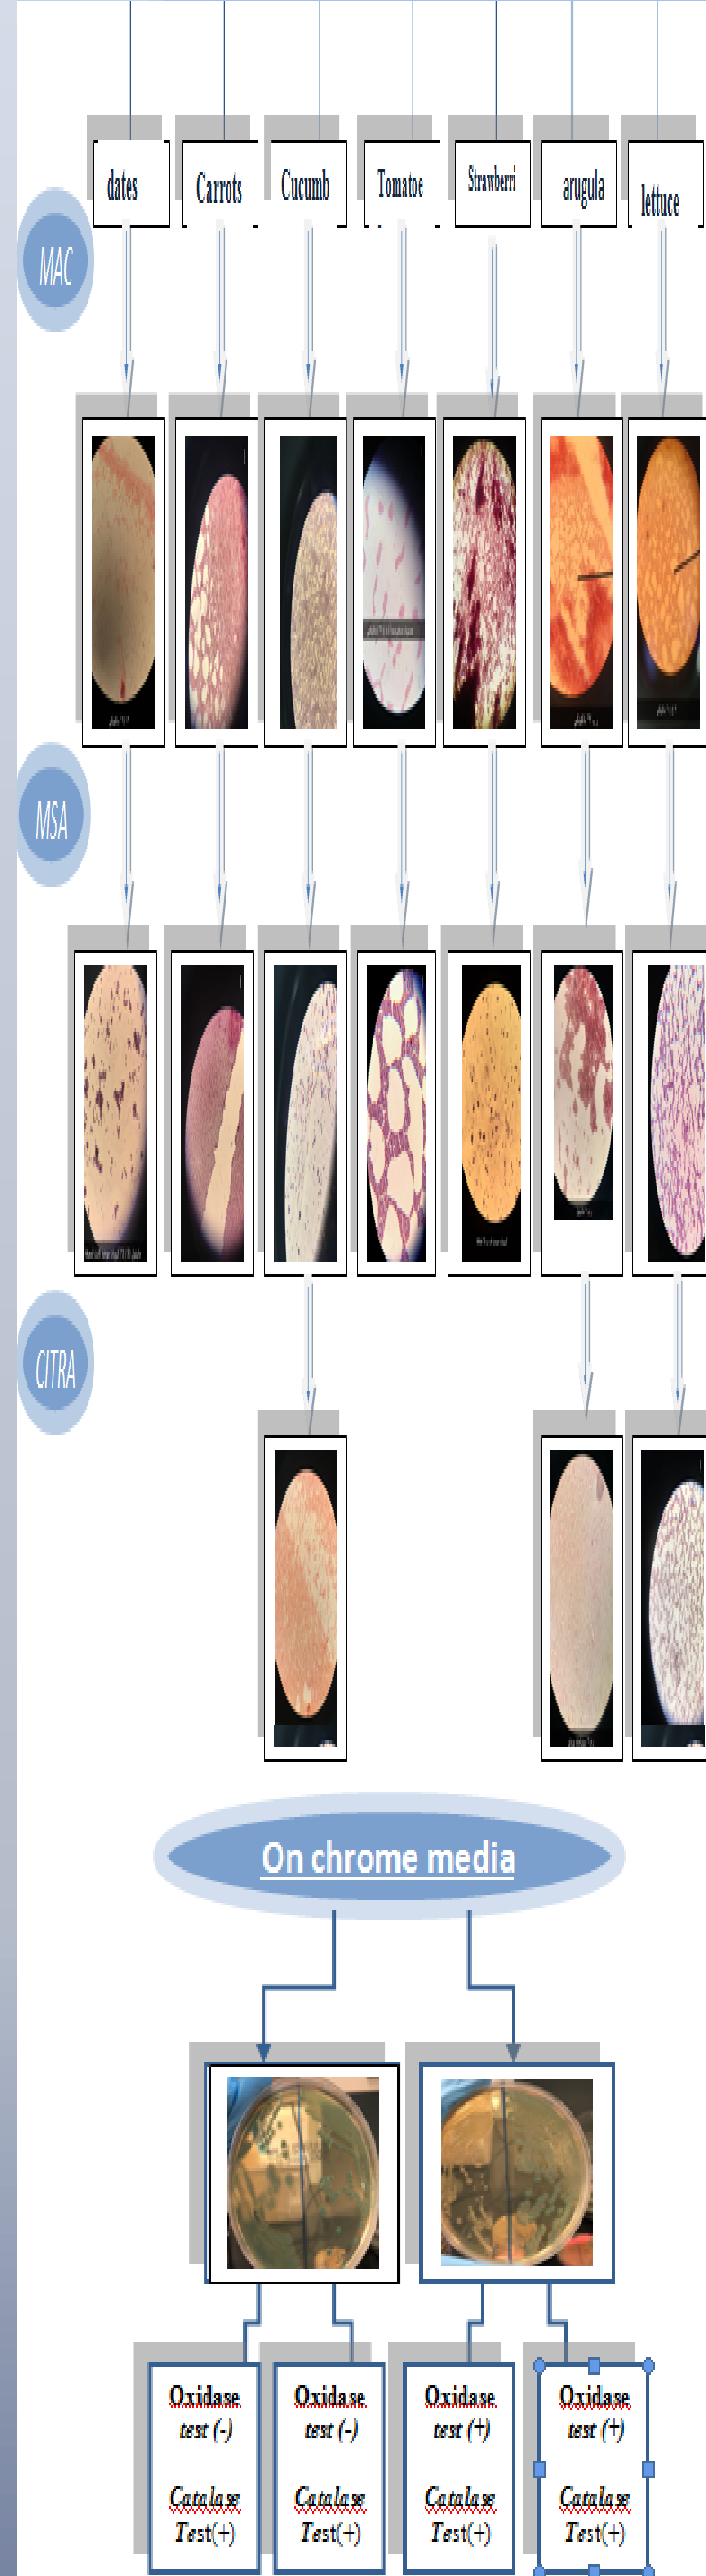 dates
Carrots
Cucumb
Tomatoe
Strawberri
arugula
lettuce
MAC
MSA
CITRA
On chrome media
Oxidase
test (-)
Catalase
Test(+)
Oxidase
test (-)
Catalase
Test(+)
Oxidase
test (+)
Catalase
Test(+)
Oxidase
test (+)
Catalase
Test(+)